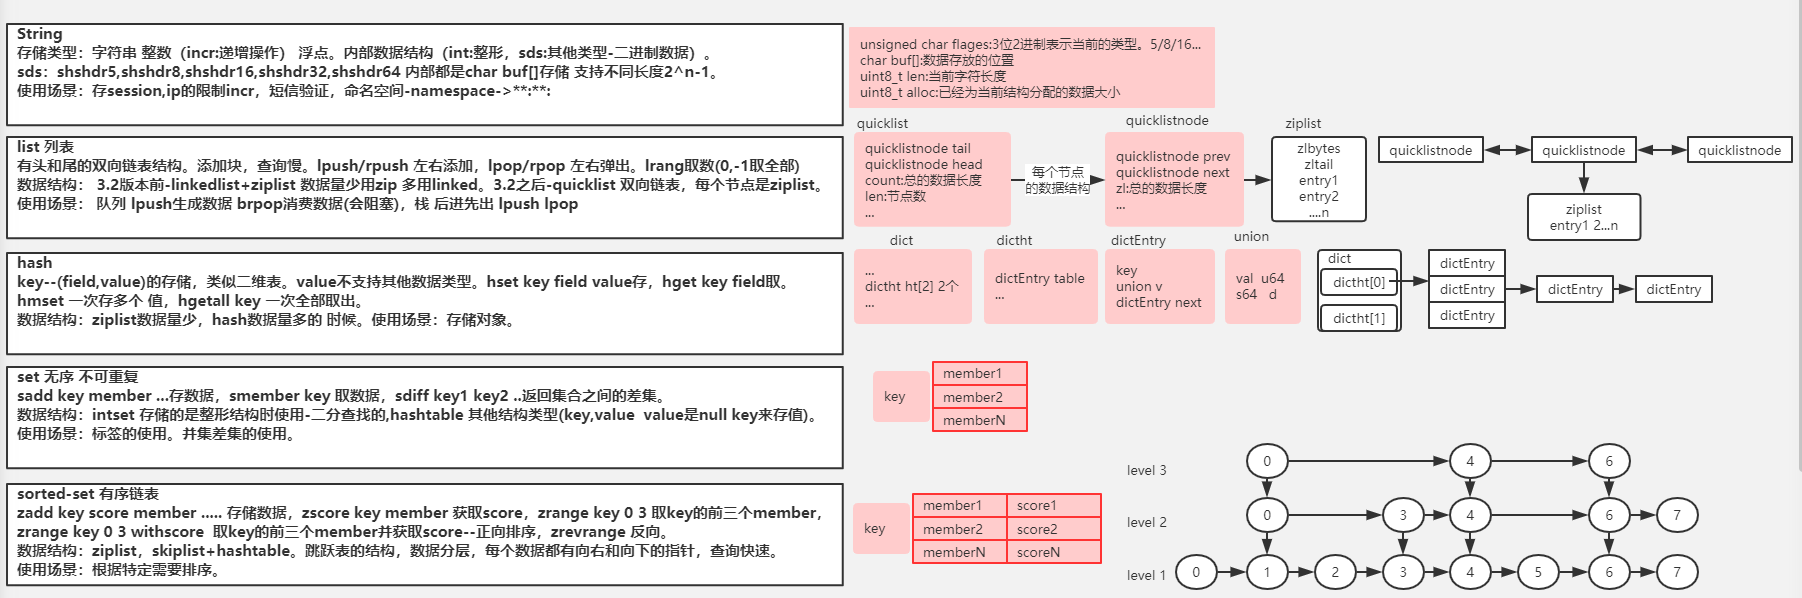 String
存储类型：字符串 整数（incr:递增操作） 浮点。内部数据结构（int:整形，sds:其他类型-二进制数据）。
sds：shshdr5,shshdr8,shshdr16,shshdr32,shshdr64 内部都是char buf[]存储 支持不同长度2^n-1。
使用场景：存session,ip的限制incr，短信验证，命名空间-namespace->**:**:
unsigned char flages:3位2进制表示当前的类型。5/8/16...
char buf[]:数据存放的位置
uint8_t len:当前字符长度
uint8_t alloc:已经为当前结构分配的数据大小
list 列表
有头和尾的双向链表结构。添加块，查询慢。lpush/rpush 左右添加，lpop/rpop 左右弹出。lrang取数(0,-1取全部)
数据结构： 3.2版本前-linkedlist+ziplist 数据量少用zip 多用linked。3.2之后-quicklist 双向链表，每个节点是ziplist。
使用场景： 队列 lpush生成数据 brpop消费数据(会阻塞)，栈 后进先出 lpush lpop
quicklist
quicklistnode tail
quicklistnode head
count:总的数据长度
len:节点数
...
每个节点
的数据结构
quicklistnode
quicklistnode prev
quicklistnode next
zl:总的数据长度
...
ziplist
zlbytes
zltail
entry1
entry2
....n
quicklistnode
quicklistnode
quicklistnode
ziplist
entry1 2...n
hash
key--(field,value)的存储，类似二维表。value不支持其他数据类型。hset key field value存，hget key field取。
hmset 一次存多个 值，hgetall key 一次全部取出。
数据结构：ziplist数据量少，hash数据量多的 时候。使用场景：存储对象。
dict
...
dictht ht[2] 2个
...
dictht
dictEntry table
...
dictEntry
key
union v
dictEntry next
union
val u64
s64 d
dict
dictht[0]
dictht[1]
dictEntry
dictEntry
dictEntry
dictEntry
dictEntry
set 无序 不可重复
sadd key member ...存数据，smember key 取数据，sdiff key1 key2 ..返回集合之间的差集。
数据结构：intset 存储的是整形结构时使用-二分查找的,hashtable 其他结构类型(key,value value是null key来存值)。
使用场景：标签的使用。并集差集的使用。
key
member1
member2
memberN
sorted-set 有序链表
zadd key score member ..... 存储数据，zscore key member 获取score，zrange key 0 3 取key的前三个member，
zrange key 0 3 withscore 取key的前三个member并获取score--正向排序，zrevrange 反向。
数据结构：ziplist，skiplist+hashtable。跳跃表的结构，数据分层，每个数据都有向右和向下的指针，查询快速。
使用场景：根据特定需要排序。
key
member1 score1
member2 score2
memberN scoreN
level 3
0 4 6
level 2
0 3 4 6 7
level 1
0 1 2 3 4 5 6 7